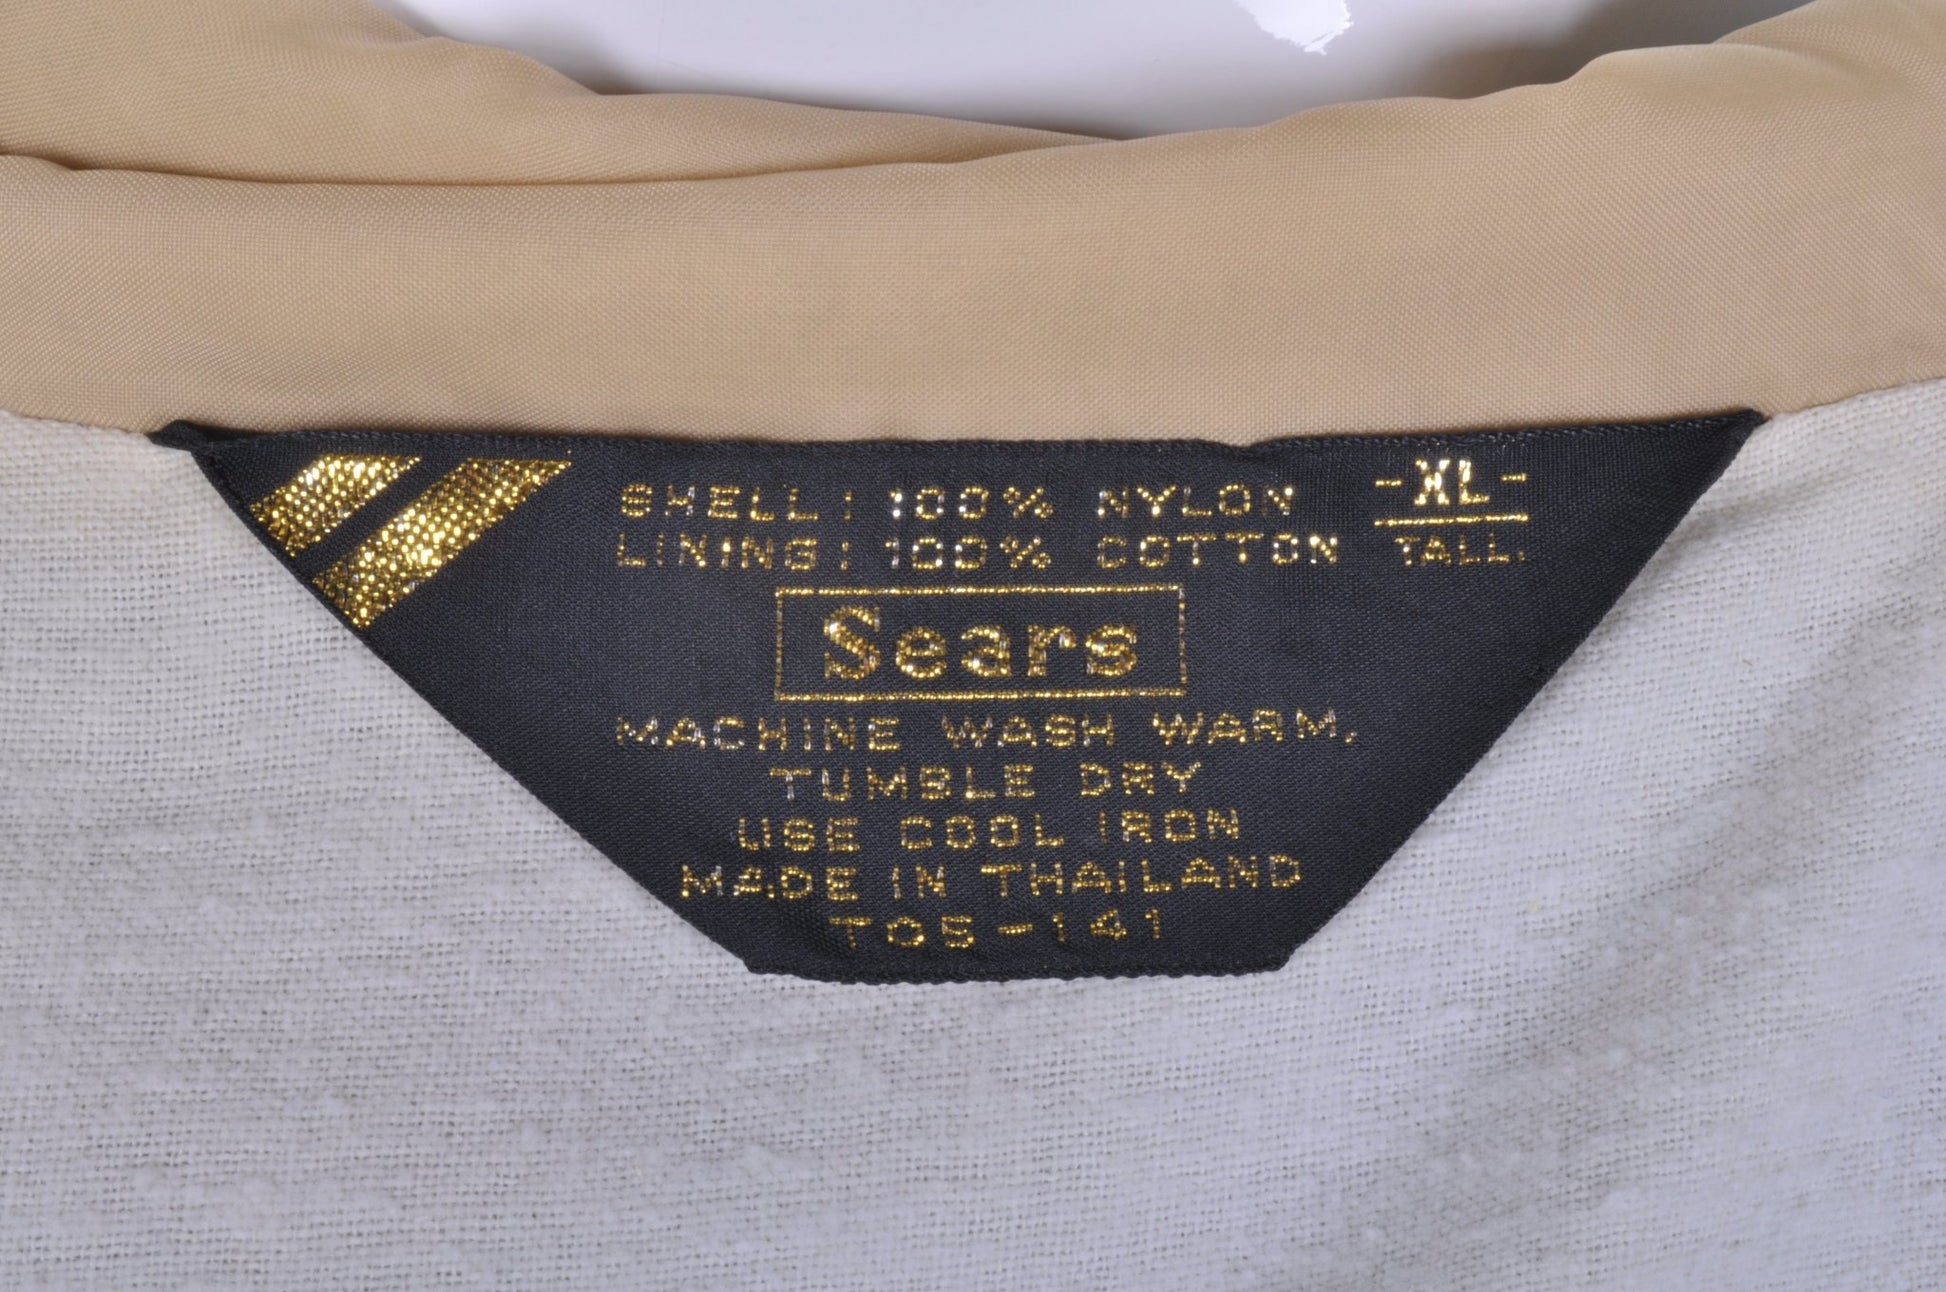 SHELL: 100% NYLON -XL-
LINING: 100% COTTON TALL.
Sears
MACHINE WASH WARM,
TUMBLE DRY
USE COOL IRON
MADE IN THAILAND
TOS-141